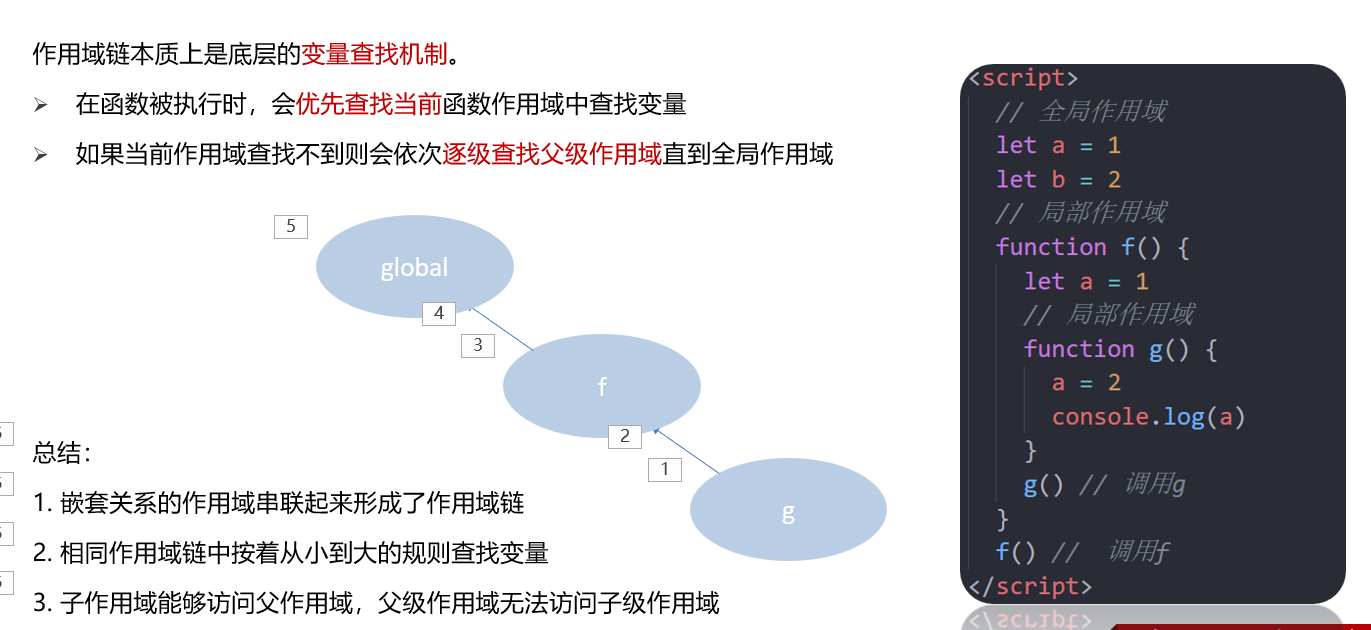 作用域链本质上是底层的变量查找机制。
在函数被执行时，会优先查找当前函数作用域中查找变量
如果当前作用域查找不到则会依次逐级查找父级作用域直到全局作用域
5
global
4
3
f
2
1
g
总结：
1. 嵌套关系的作用域串联起来形成了作用域链
2. 相同作用域链中按着从小到大的规则查找变量
3. 子作用域能够访问父作用域，父级作用域无法访问子级作用域
<script>
// 全局作用域
let a = 1
let b = 2
// 局部作用域
function f() {
let a = 1
// 局部作用域
function g() {
a = 2
console.log(a)
}
g() // 调用g
}
f() // 调用f
</script>